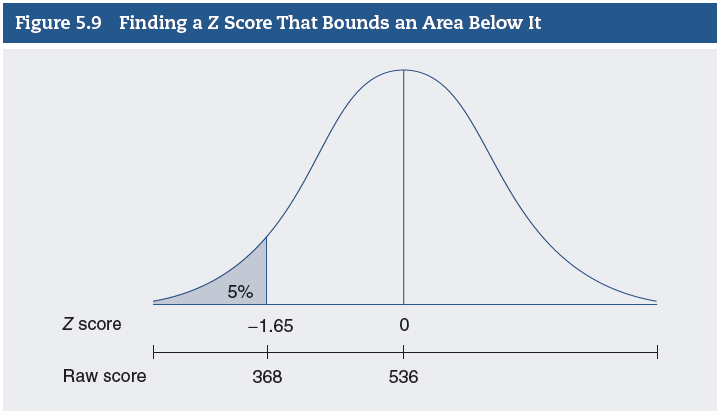 Figure 5.9 Finding a Z Score That Bounds an Area Below It
5%
Z score −1.65 0
Raw score 368 536